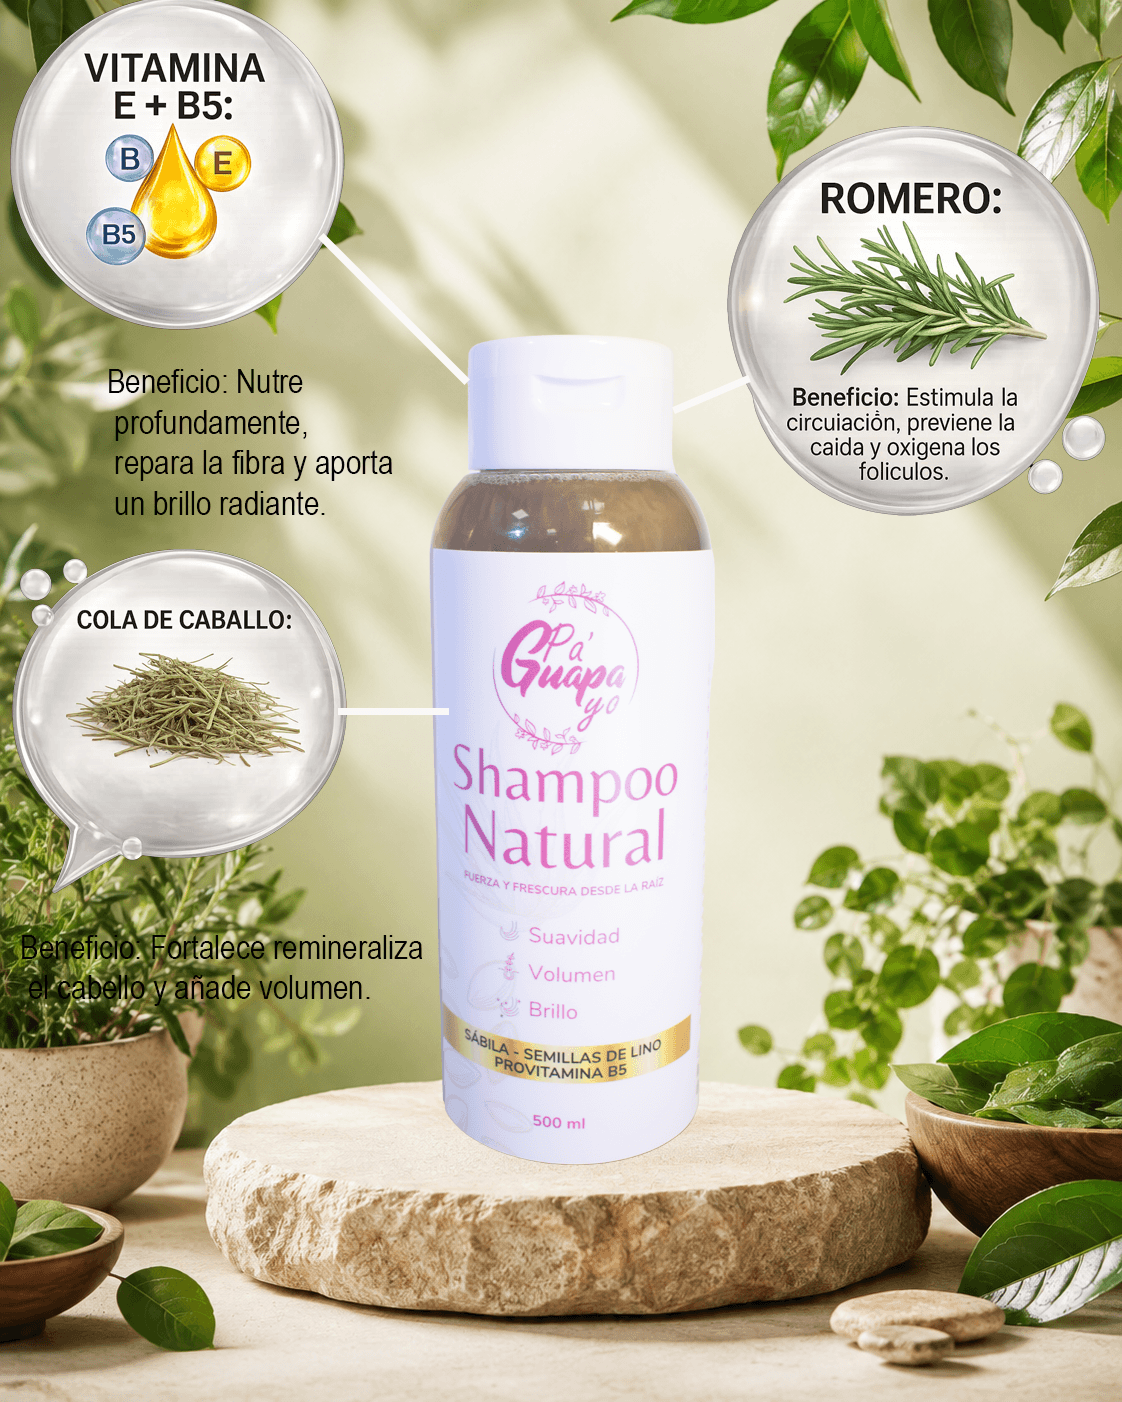 VITAMINA
E + B5:
B
E
B5
ROMERO:
Beneficio: Estimula la
circuiación, previene la
caida y oxigena los
foliculos.
Beneficio: Nutre
profundamente,
repara la fibra y aporta
un brillo radiante.
COLA DE CABALLO:
Beneficio: Fortalece remineraliza
el cabello y añade volumen.
Pa'
Guapa
yo
Shampoo
Natural
FUERZA Y FRESCURA DESDE LA RAÍZ
Suavidad
Volumen
Brillo
SÁBILA - SEMILLAS DE LINO
PROVITAMINA B5
500 ml